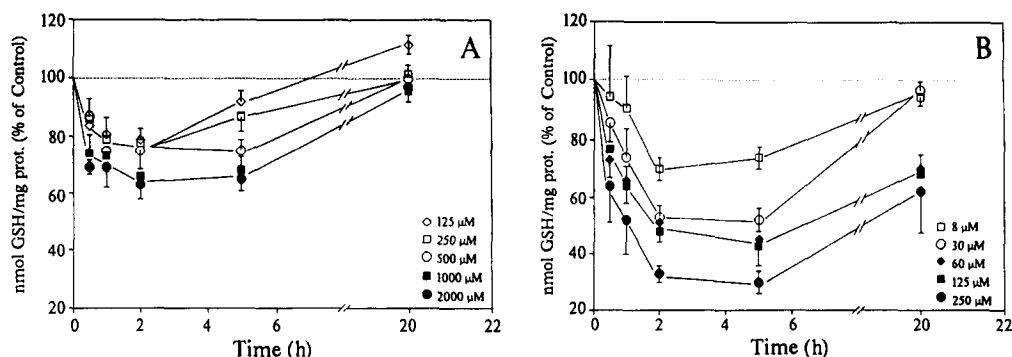 A
nmol GSH/mg prot. (% of Control)
120
100
80
60
40
20
0
2
4
6
20
22
Time (h)
125 µM
250 µM
500 µM
1000 µM
2000 µM
B
nmol GSH/mg prot. (% of Control)
120
100
80
60
40
20
0
2
4
6
20
22
Time (h)
8 µM
30 µM
60 µM
125 µM
250 µM